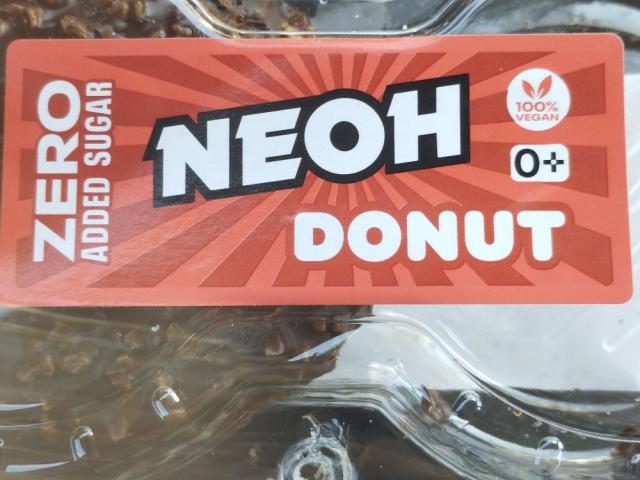 ZERO
ADDED SUGAR
NEOH
DONUT
100%
VEGAN
0+